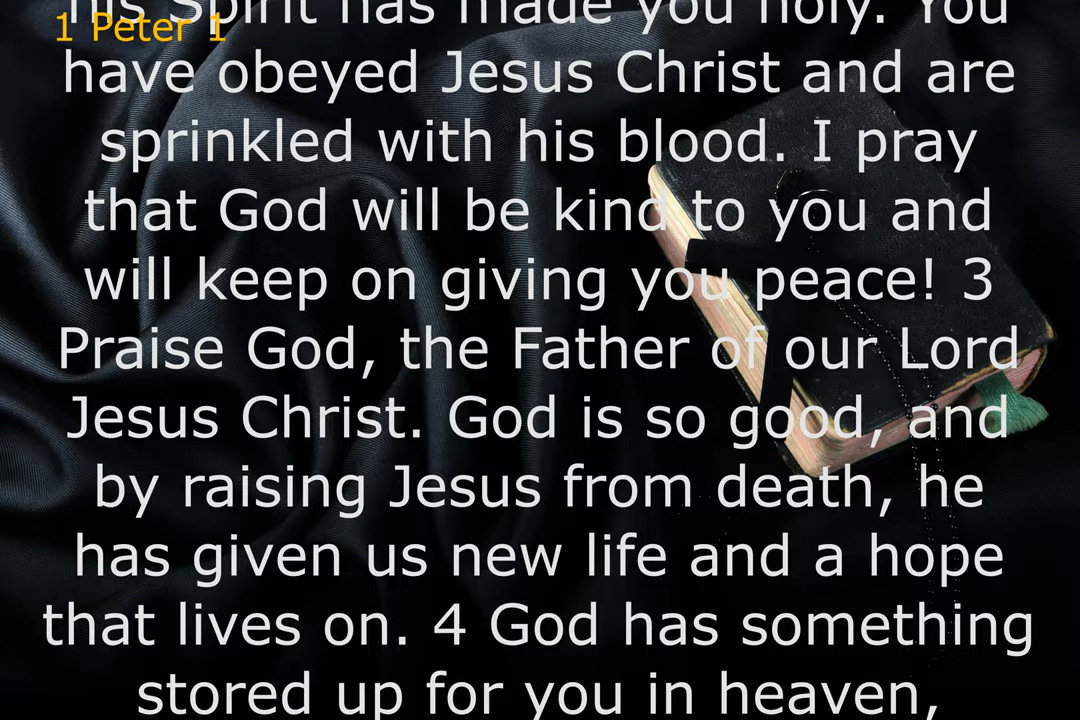 1 Peter 1
his Spirit has made you holy. You
have obeyed Jesus Christ and are
sprinkled with his blood. I pray
that God will be kind to you and
will keep on giving you peace! 3
Praise God, the Father of our Lord
Jesus Christ. God is so good, and
by raising Jesus from death, he
has given us new life and a hope
that lives on. 4 God has something
stored up for you in heaven,